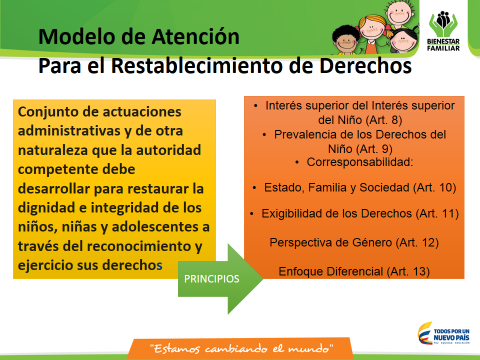 Modelo de Atención
Para el Restablecimiento de Derechos
BIENESTAR
FAMILIAR
Conjunto de actuaciones
administrativas y de otra
naturaleza que la autoridad
competente debe
desarrollar para restaurar la
dignidad e integridad de los
niños, niñas y adolescentes a
través del reconocimiento y
ejercicio sus derechos
PRINCIPIOS
• Interés superior del Interés superior
del Niño (Art. 8)
• Prevalencia de los Derechos del
Niño (Art. 9)
• Corresponsabilidad:
• Estado, Familia y Sociedad (Art. 10)
• Exigibilidad de los Derechos (Art. 11)
Perspectiva de Género (Art. 12)
Enfoque Diferencial (Art. 13)
"Estamos cambiando el mundo"
TODOS POR UN
NUEVO PAÍS
PAZ EQUIDAD EDUCACIÓN